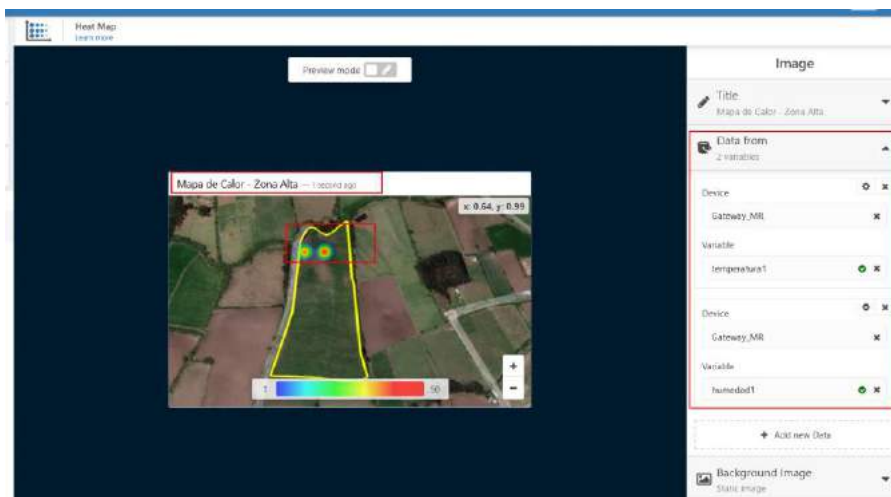 Heat Map
Learn more
Preview mode
Image
Title
Mapa de Calor - Zona Alta
Data from
2 variables
Mapa de Calor - Zona Alta — 1 second ago
x: 0.64, y: 0.99
Device
Gateway_MR
Variable
temperatura1
Device
Gateway_MR
Variable
humedad1
+
−
1
50
+ Add new Data
Background Image
Static Image